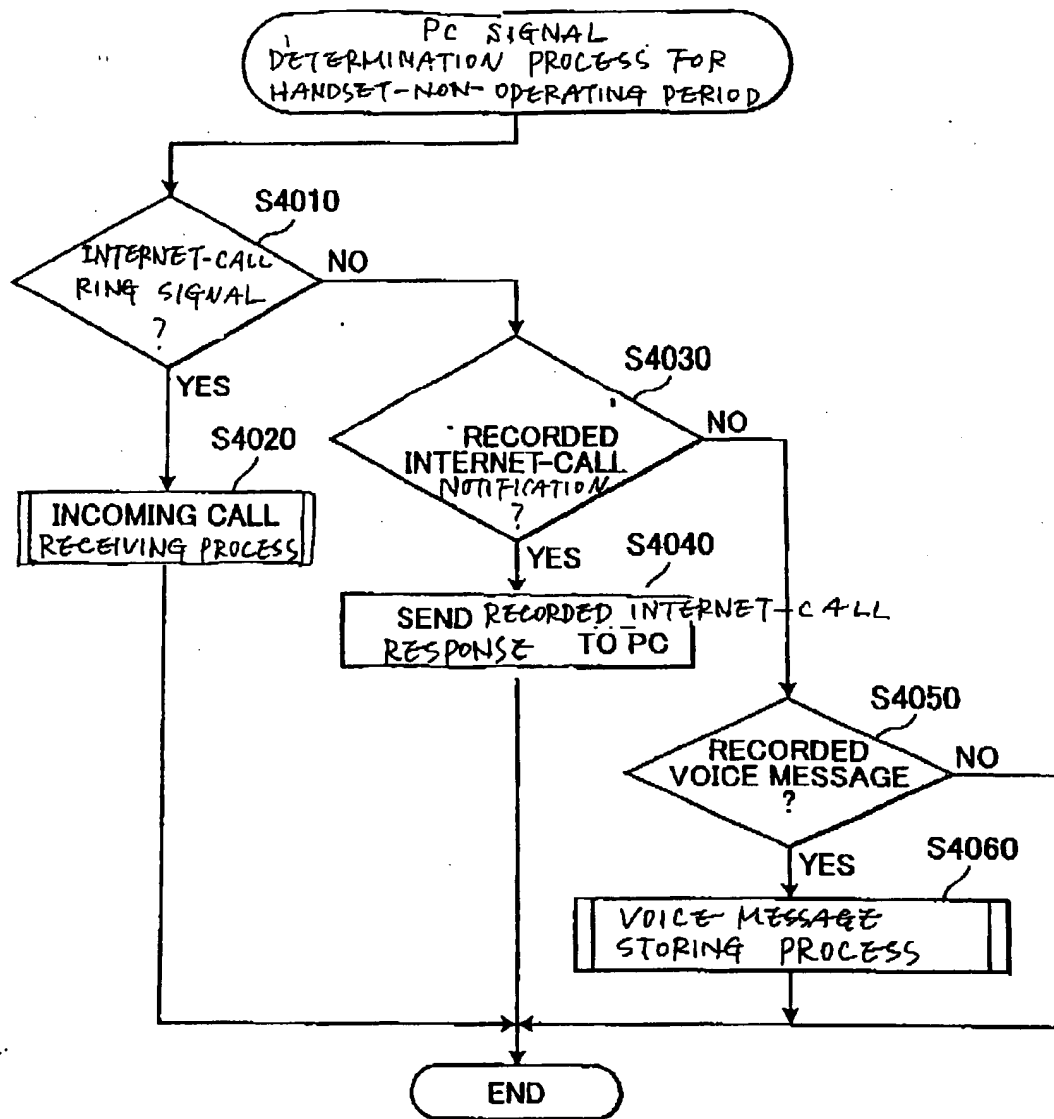 PC SIGNAL
DETERMINATION PROCESS FOR
HANDSET-NON-OPERATING PERIOD
S4010
INTERNET-CALL
RING SIGNAL
?
NO
YES
S4020
INCOMING CALL
RECEIVING PROCESS
S4030
RECORDED
INTERNET-CALL
NOTIFICATION
?
NO
YES
S4040
SEND RECORDED INTERNET-CALL
RESPONSE TO PC
S4050
RECORDED
VOICE MESSAGE
?
NO
YES
S4060
VOICE MESSAGE
STORING PROCESS
END